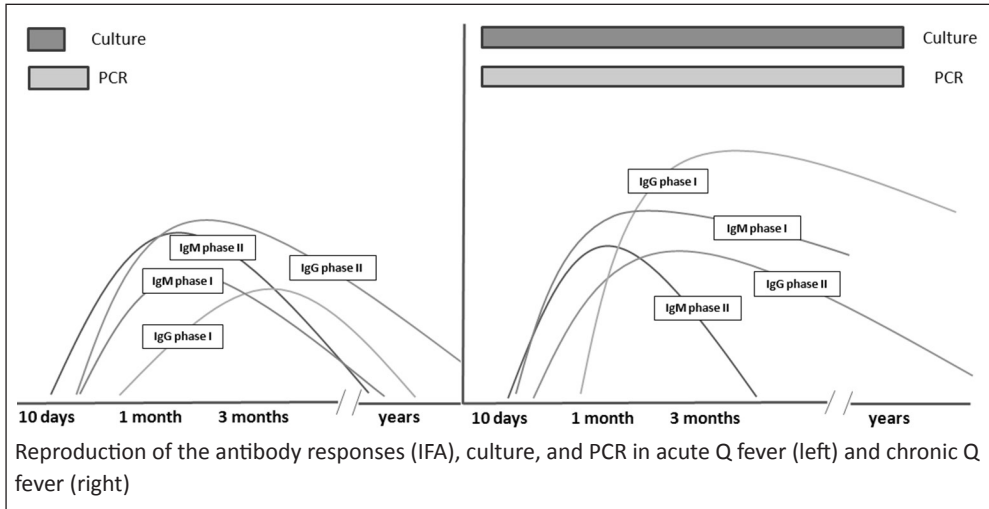 Culture
PCR
IgM phase II
IgG phase II
IgM phase I
IgG phase I
10 days 1 month 3 months years
Culture
PCR
IgG phase I
IgM phase I
IgG phase II
IgM phase II
10 days 1 month 3 months years
Reproduction of the antibody responses (IFA), culture, and PCR in acute Q fever (left) and chronic Q
fever (right)